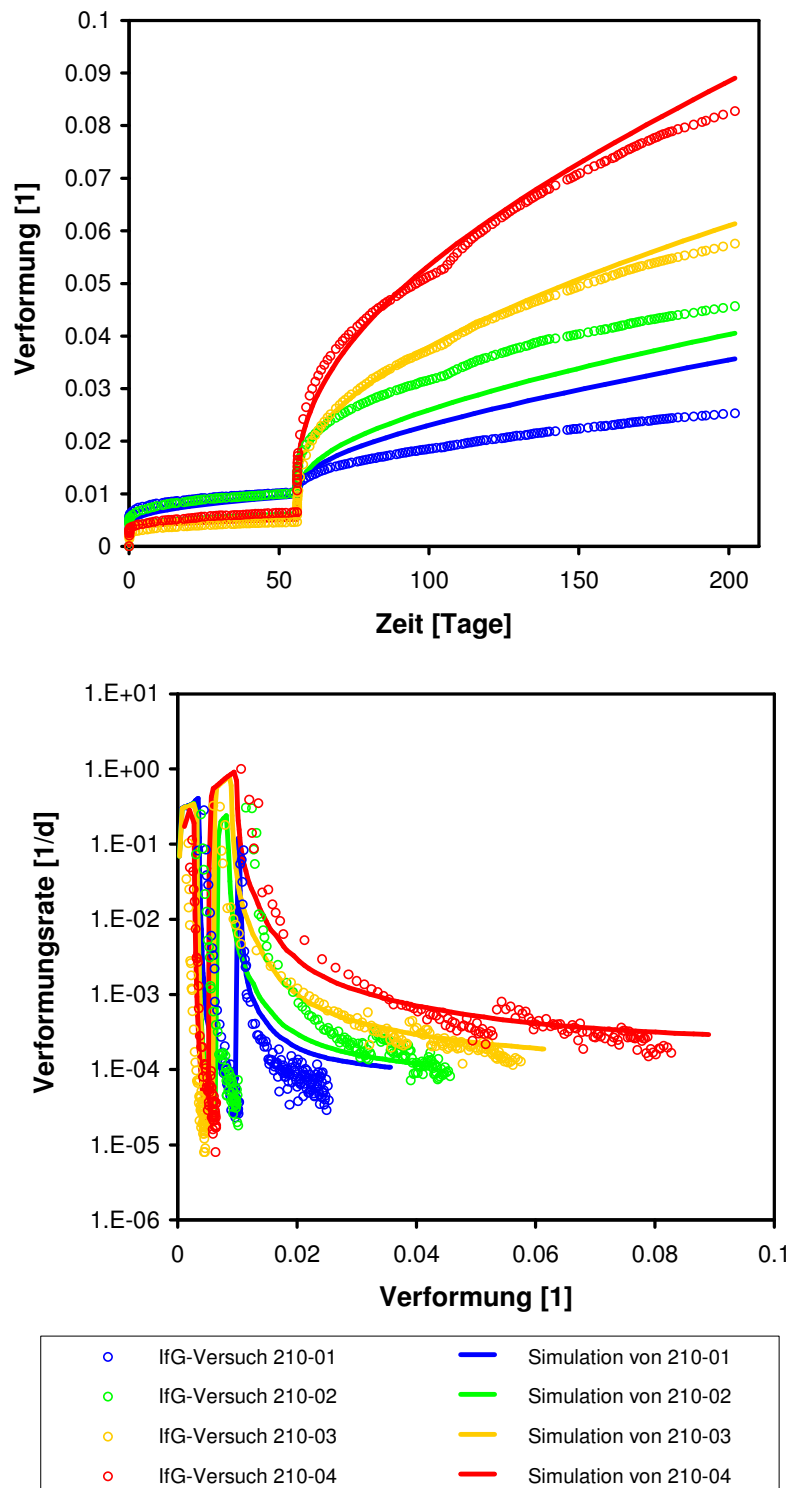 0.1
0.09
0.08
0.07
0.06
0.05
0.04
0.03
0.02
0.01
0
Verformung [1]
0 50 100 150 200
Zeit [Tage]
1.E+01
1.E+00
1.E-01
1.E-02
1.E-03
1.E-04
1.E-05
1.E-06
Verformungsrate [1/d]
0 0.02 0.04 0.06 0.08 0.1
Verformung [1]
IfG-Versuch 210-01 Simulation von 210-01
IfG-Versuch 210-02 Simulation von 210-02
IfG-Versuch 210-03 Simulation von 210-03
IfG-Versuch 210-04 Simulation von 210-04